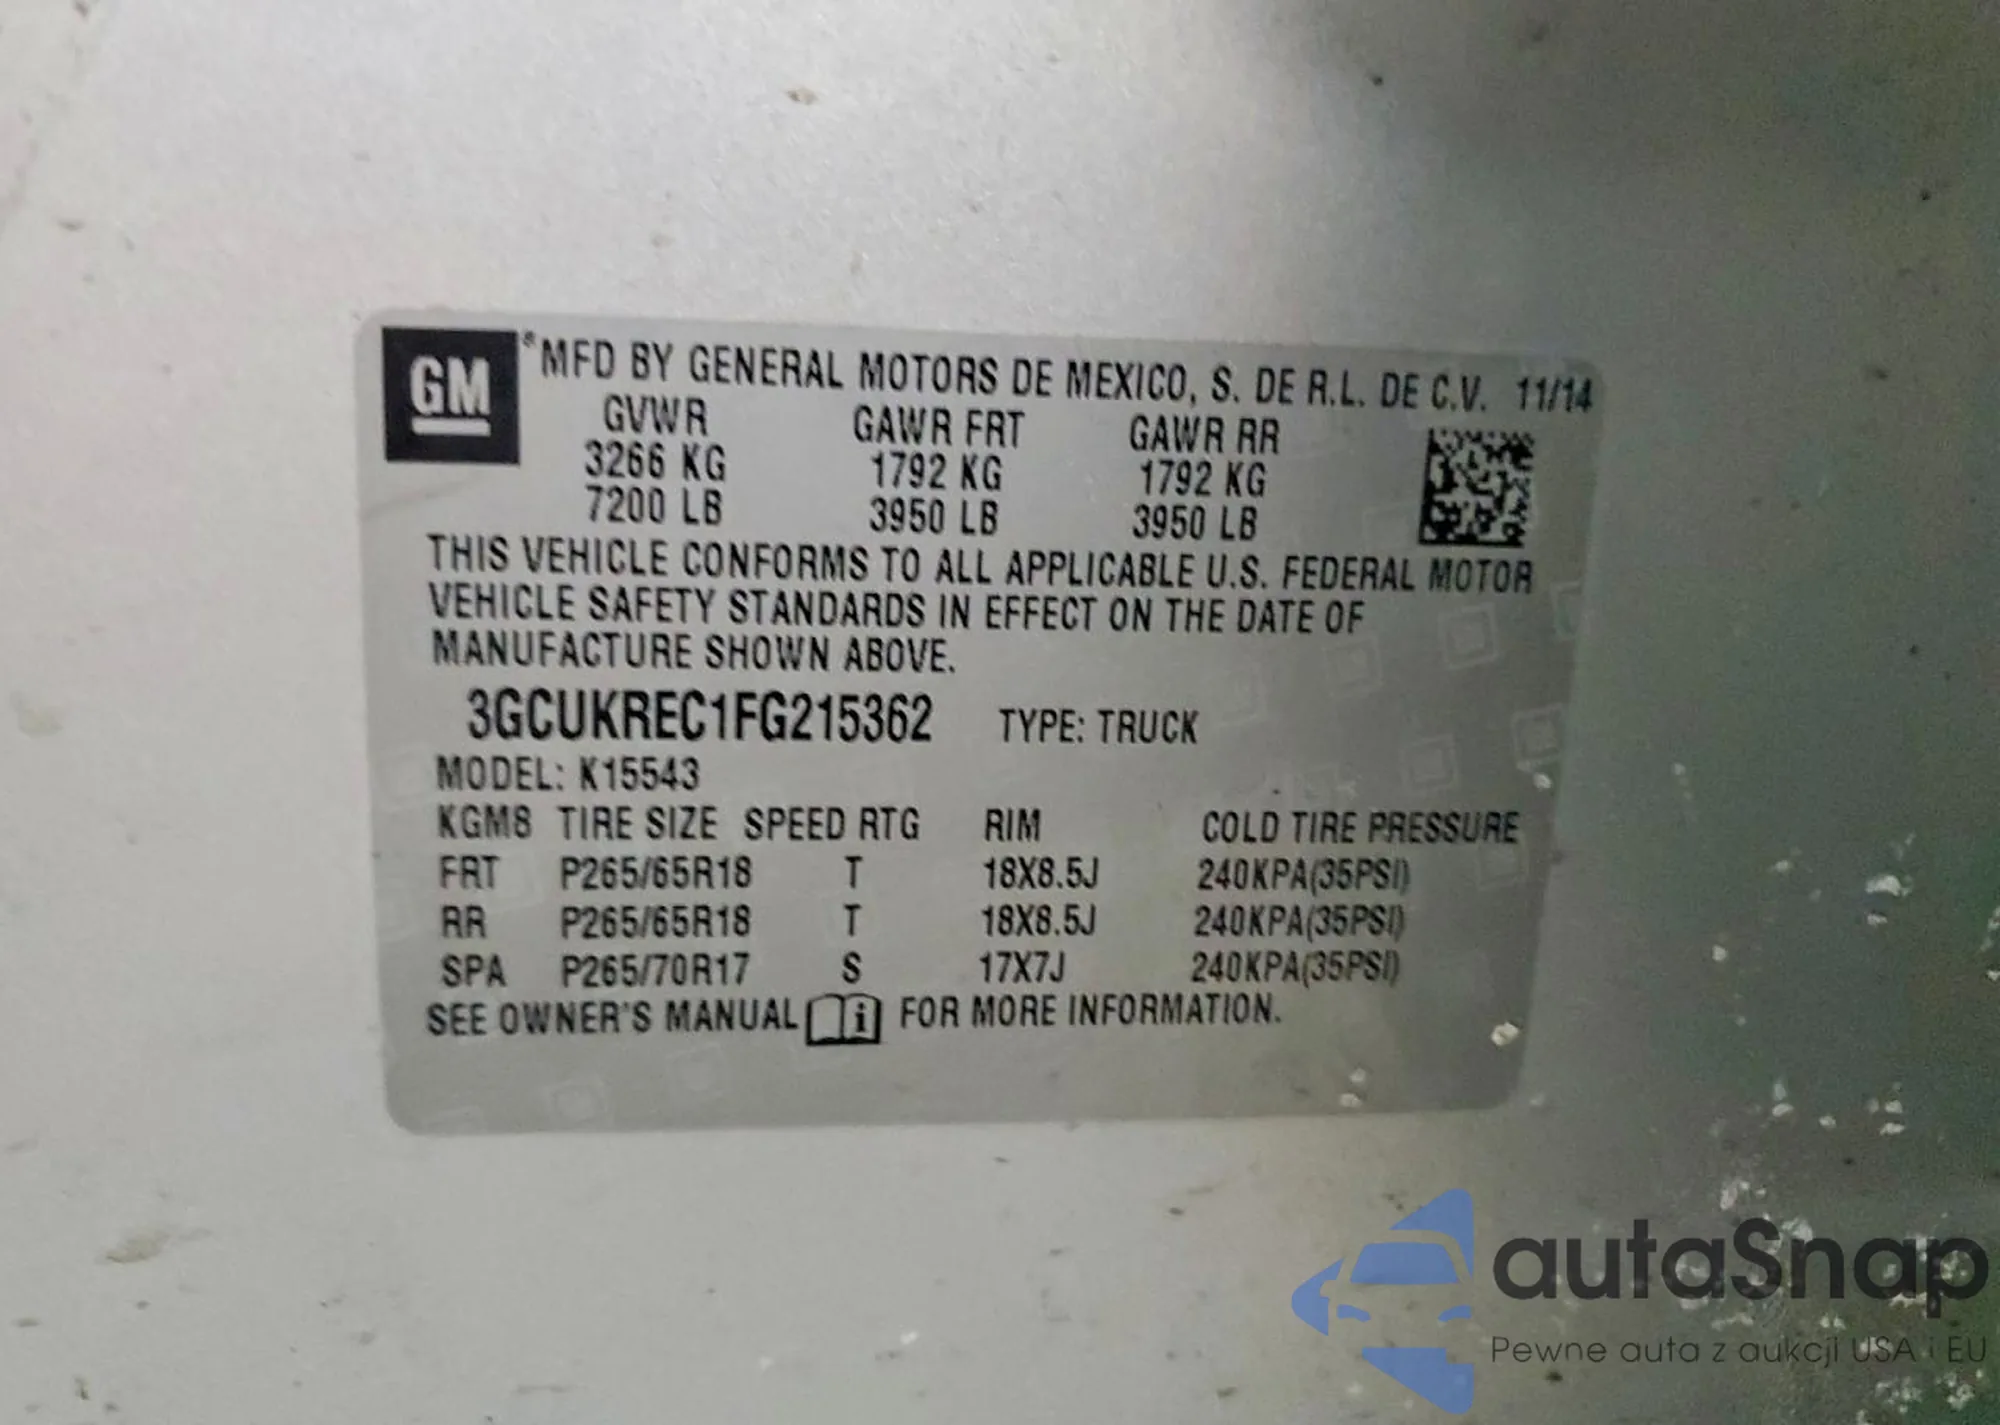 GM ® MFD BY GENERAL MOTORS DE MEXICO, S. DE R.L. DE C.V. 11/14
GVWR GAWR FRT GAWR RR
3266 KG 1792 KG 1792 KG
7200 LB 3950 LB 3950 LB
THIS VEHICLE CONFORMS TO ALL APPLICABLE U.S. FEDERAL MOTOR
VEHICLE SAFETY STANDARDS IN EFFECT ON THE DATE OF
MANUFACTURE SHOWN ABOVE.
3GCUKREC1FG215362 TYPE: TRUCK
MODEL: K15543
KGM8 TIRE SIZE SPEED RTG RIM COLD TIRE PRESSURE
FRT P265/65R18 T 18X8.5J 240KPA(35PSI)
RR P265/65R18 T 18X8.5J 240KPA(35PSI)
SPA P265/70R17 S 17X7J 240KPA(35PSI)
SEE OWNER'S MANUAL i FOR MORE INFORMATION.
autaSnap
Pewne auta z aukcji USA i EU